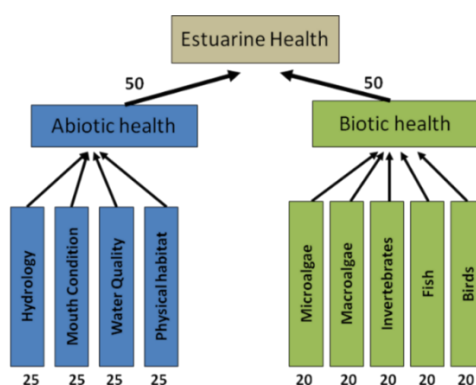 Estuarine Health
50
50
Abiotic health
Biotic health
Hydrology
Mouth Condition
Water Quality
Physical habitat
Microalgae
Macroalgae
Invertebrates
Fish
Birds
25
25
25
25
20
20
20
20
20